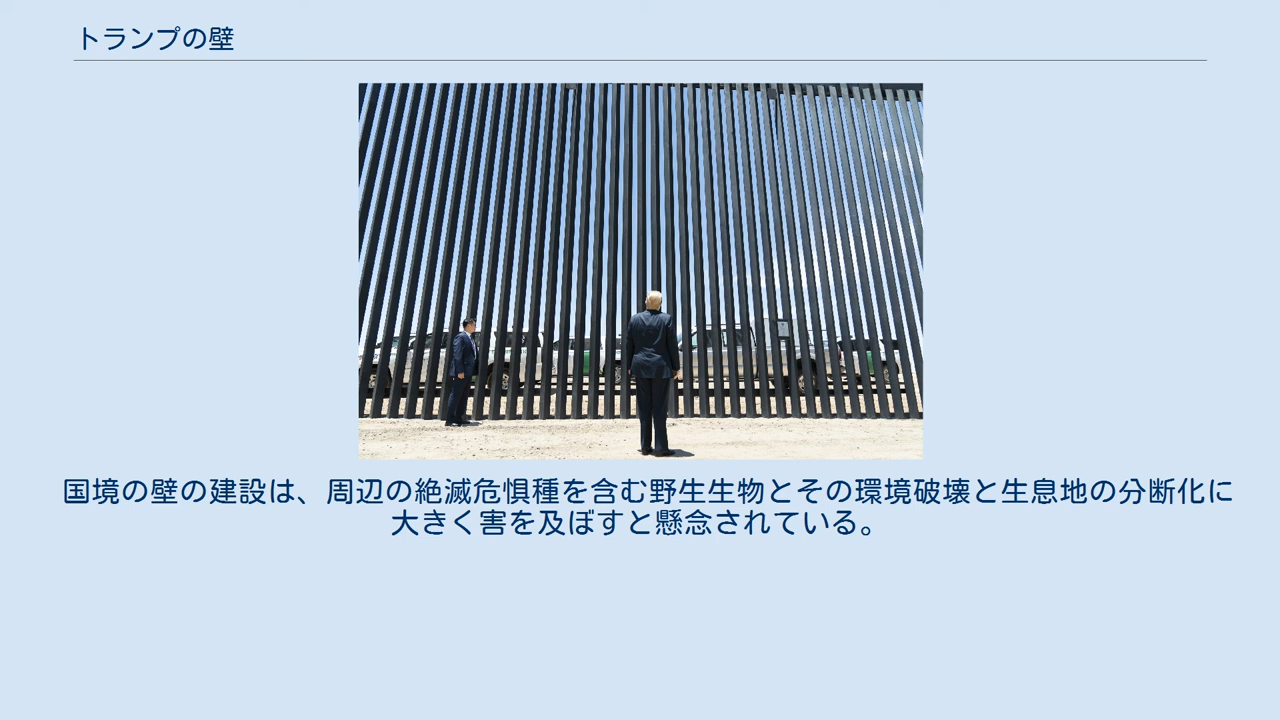 トランプの壁
国境の壁の建設は、周辺の絶滅危惧種を含む野生生物とその環境破壊と生息地の分断化に
大きく害を及ぼすと懸念されている。